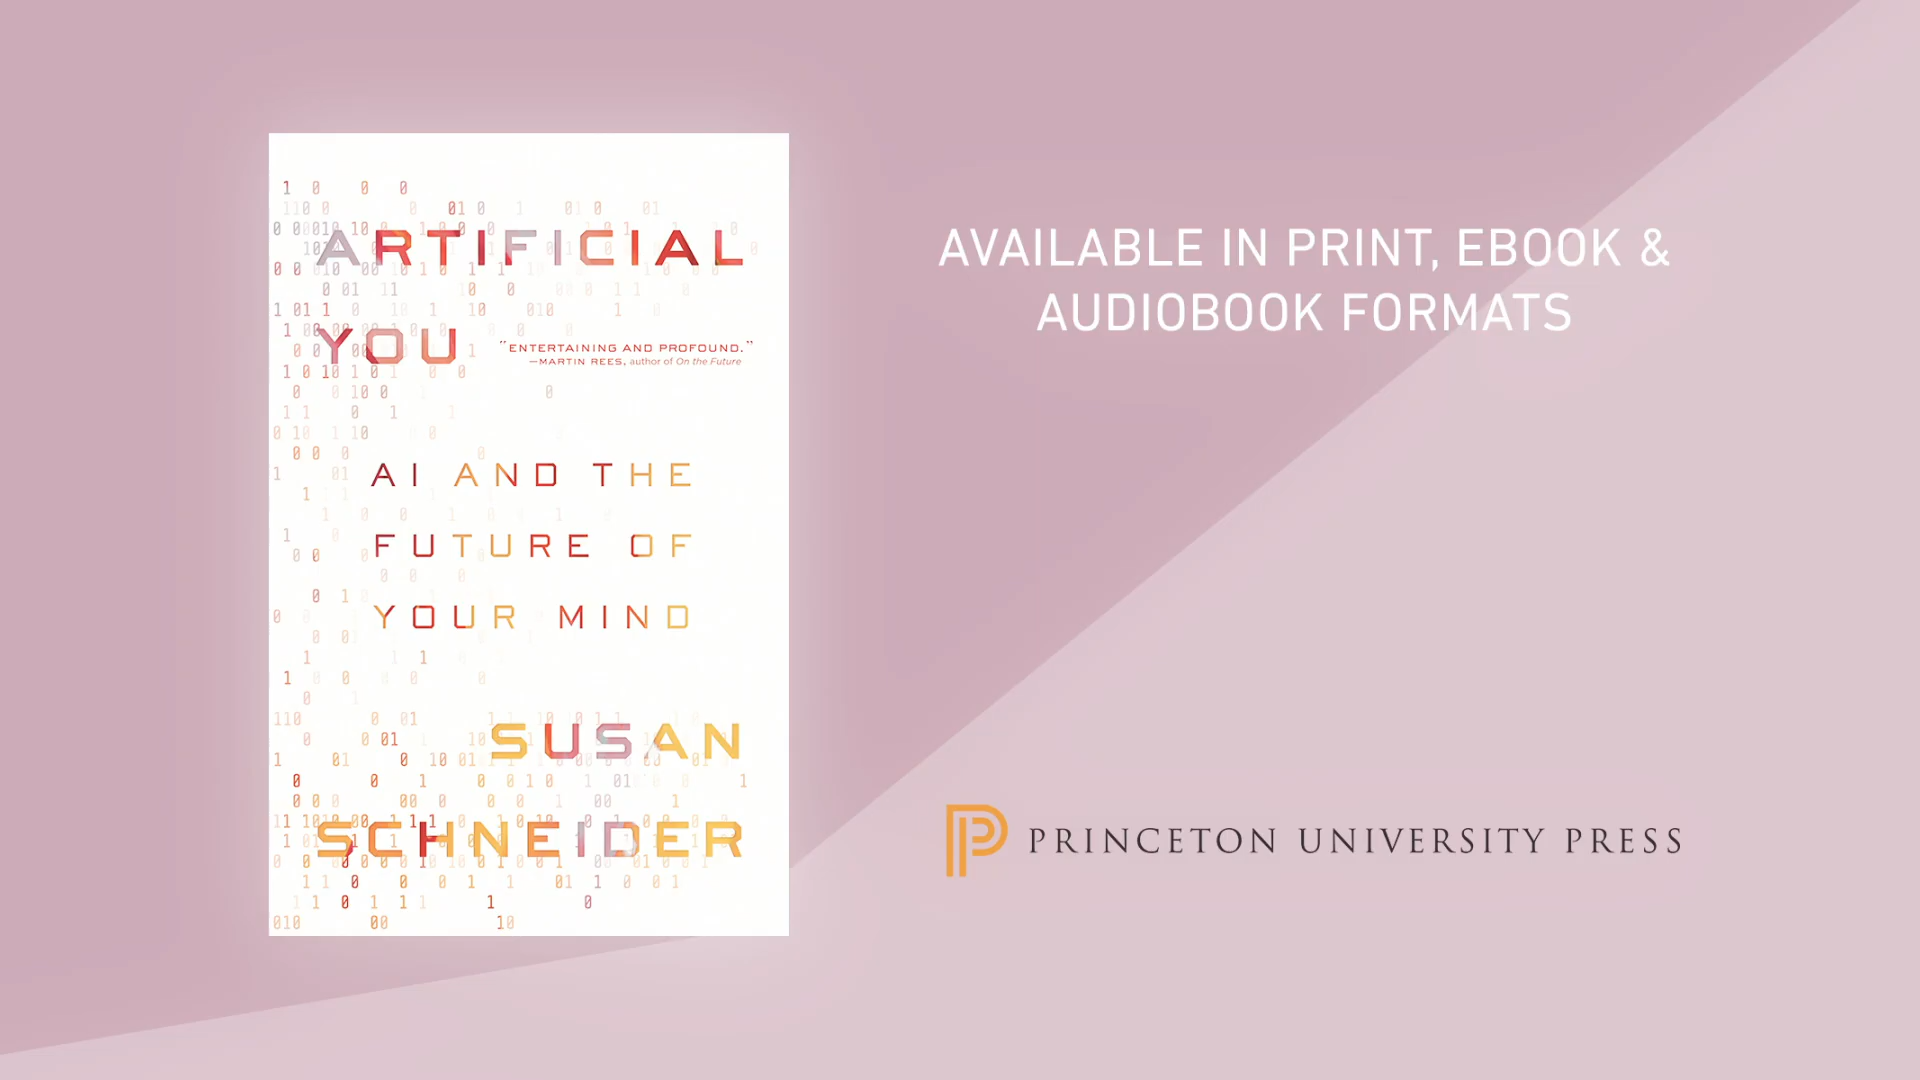 ARTIFICIAL
YOU
"ENTERTAINING AND PROFOUND."
—MARTIN REES, author of On the Future
AI AND THE
FUTURE OF
YOUR MIND
SUSAN
SCHNEIDER
AVAILABLE IN PRINT, EBOOK &
AUDIOBOOK FORMATS
PRINCETON UNIVERSITY PRESS